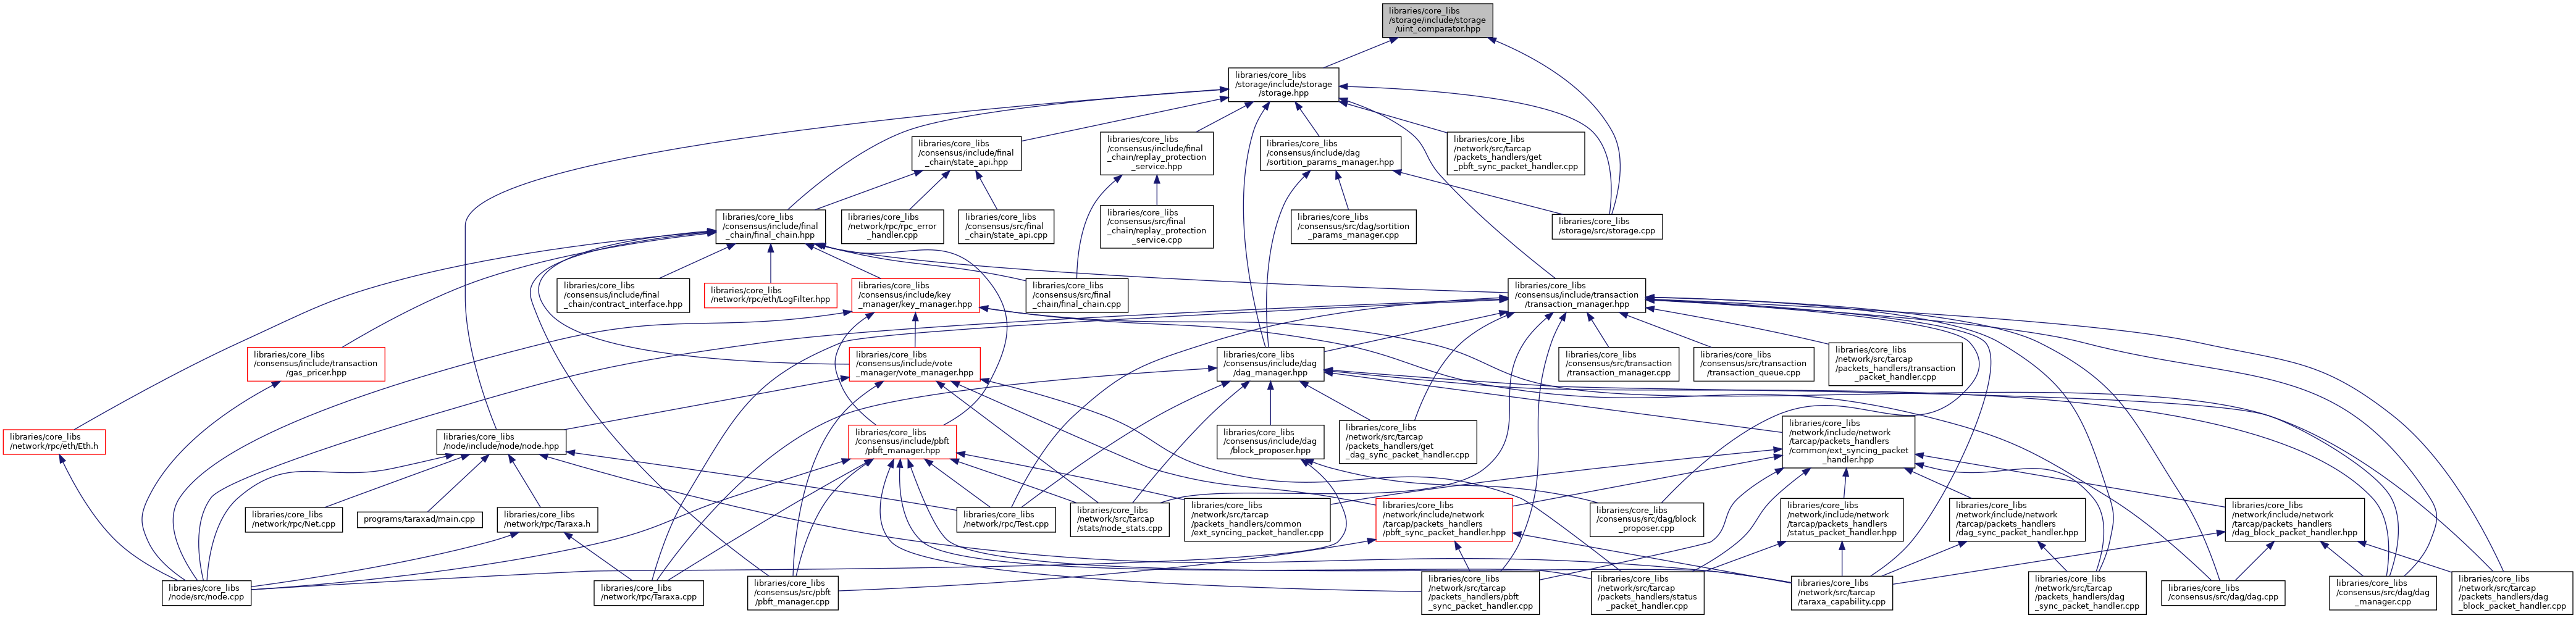 libraries/core_libs
/storage/include/storage
/uint_comparator.hpp
libraries/core_libs
/storage/include/storage
/storage.hpp
libraries/core_libs
/consensus/include/final
_chain/state_api.hpp
libraries/core_libs
/consensus/include/final
_chain/replay_protection
_service.hpp
libraries/core_libs
/consensus/include/dag
/sortition_params_manager.hpp
libraries/core_libs
/network/src/tarcap
/packets_handlers/get
_pbft_sync_packet_handler.cpp
libraries/core_libs
/consensus/include/final
_chain/final_chain.hpp
libraries/core_libs
/network/rpc/rpc_error
_handler.cpp
libraries/core_libs
/consensus/src/final
_chain/state_api.cpp
libraries/core_libs
/consensus/src/final
_chain/replay_protection
_service.cpp
libraries/core_libs
/consensus/src/dag/sortition
_params_manager.cpp
libraries/core_libs
/storage/src/storage.cpp
libraries/core_libs
/consensus/include/final
_chain/contract_interface.hpp
libraries/core_libs
/network/rpc/eth/LogFilter.hpp
libraries/core_libs
/consensus/include/key
_manager/key_manager.hpp
libraries/core_libs
/consensus/src/final
_chain/final_chain.cpp
libraries/core_libs
/consensus/include/transaction
/transaction_manager.hpp
libraries/core_libs
/consensus/include/transaction
/gas_pricer.hpp
libraries/core_libs
/consensus/include/vote
_manager/vote_manager.hpp
libraries/core_libs
/consensus/include/dag
/dag_manager.hpp
libraries/core_libs
/consensus/src/transaction
/transaction_manager.cpp
libraries/core_libs
/consensus/src/transaction
/transaction_queue.cpp
libraries/core_libs
/network/src/tarcap
/packets_handlers/transaction
_packet_handler.cpp
libraries/core_libs
/network/rpc/eth/Eth.h
libraries/core_libs
/node/include/node/node.hpp
libraries/core_libs
/consensus/include/pbft
/pbft_manager.hpp
libraries/core_libs
/consensus/include/dag
/block_proposer.hpp
libraries/core_libs
/network/src/tarcap
/packets_handlers/get
_dag_sync_packet_handler.cpp
libraries/core_libs
/network/include/network
/tarcap/packets_handlers
/common/ext_syncing_packet
_handler.hpp
libraries/core_libs
/network/rpc/Net.cpp
programs/taraxad/main.cpp
libraries/core_libs
/network/rpc/Taraxa.h
libraries/core_libs
/network/rpc/Test.cpp
libraries/core_libs
/network/src/tarcap
/stats/node_stats.cpp
libraries/core_libs
/network/src/tarcap
/packets_handlers/common
/ext_syncing_packet_handler.cpp
libraries/core_libs
/network/include/network
/tarcap/packets_handlers
/pbft_sync_packet_handler.hpp
libraries/core_libs
/consensus/src/dag/block
_proposer.cpp
libraries/core_libs
/network/include/network
/tarcap/packets_handlers
/status_packet_handler.hpp
libraries/core_libs
/network/include/network
/tarcap/packets_handlers
/dag_sync_packet_handler.hpp
libraries/core_libs
/network/include/network
/tarcap/packets_handlers
/dag_block_packet_handler.hpp
libraries/core_libs
/node/src/node.cpp
libraries/core_libs
/network/rpc/Taraxa.cpp
libraries/core_libs
/consensus/src/pbft
/pbft_manager.cpp
libraries/core_libs
/network/src/tarcap
/packets_handlers/pbft
_sync_packet_handler.cpp
libraries/core_libs
/network/src/tarcap
/packets_handlers/status
_packet_handler.cpp
libraries/core_libs
/network/src/tarcap
/taraxa_capability.cpp
libraries/core_libs
/network/src/tarcap
/packets_handlers/dag
_sync_packet_handler.cpp
libraries/core_libs
/consensus/src/dag/dag.cpp
libraries/core_libs
/consensus/src/dag/dag
_manager.cpp
libraries/core_libs
/network/src/tarcap
/packets_handlers/dag
_block_packet_handler.cpp